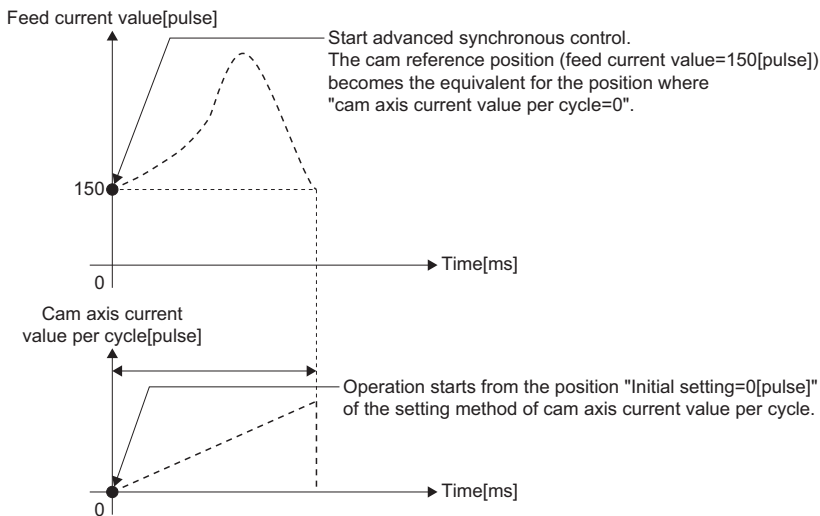 Feed current value[pulse]
Start advanced synchronous control.
The cam reference position (feed current value=150[pulse])
becomes the equivalent for the position where
"cam axis current value per cycle=0".
150
Time[ms]
0
Cam axis current
value per cycle[pulse]
Operation starts from the position "Initial setting=0[pulse]"
of the setting method of cam axis current value per cycle.
Time[ms]
0